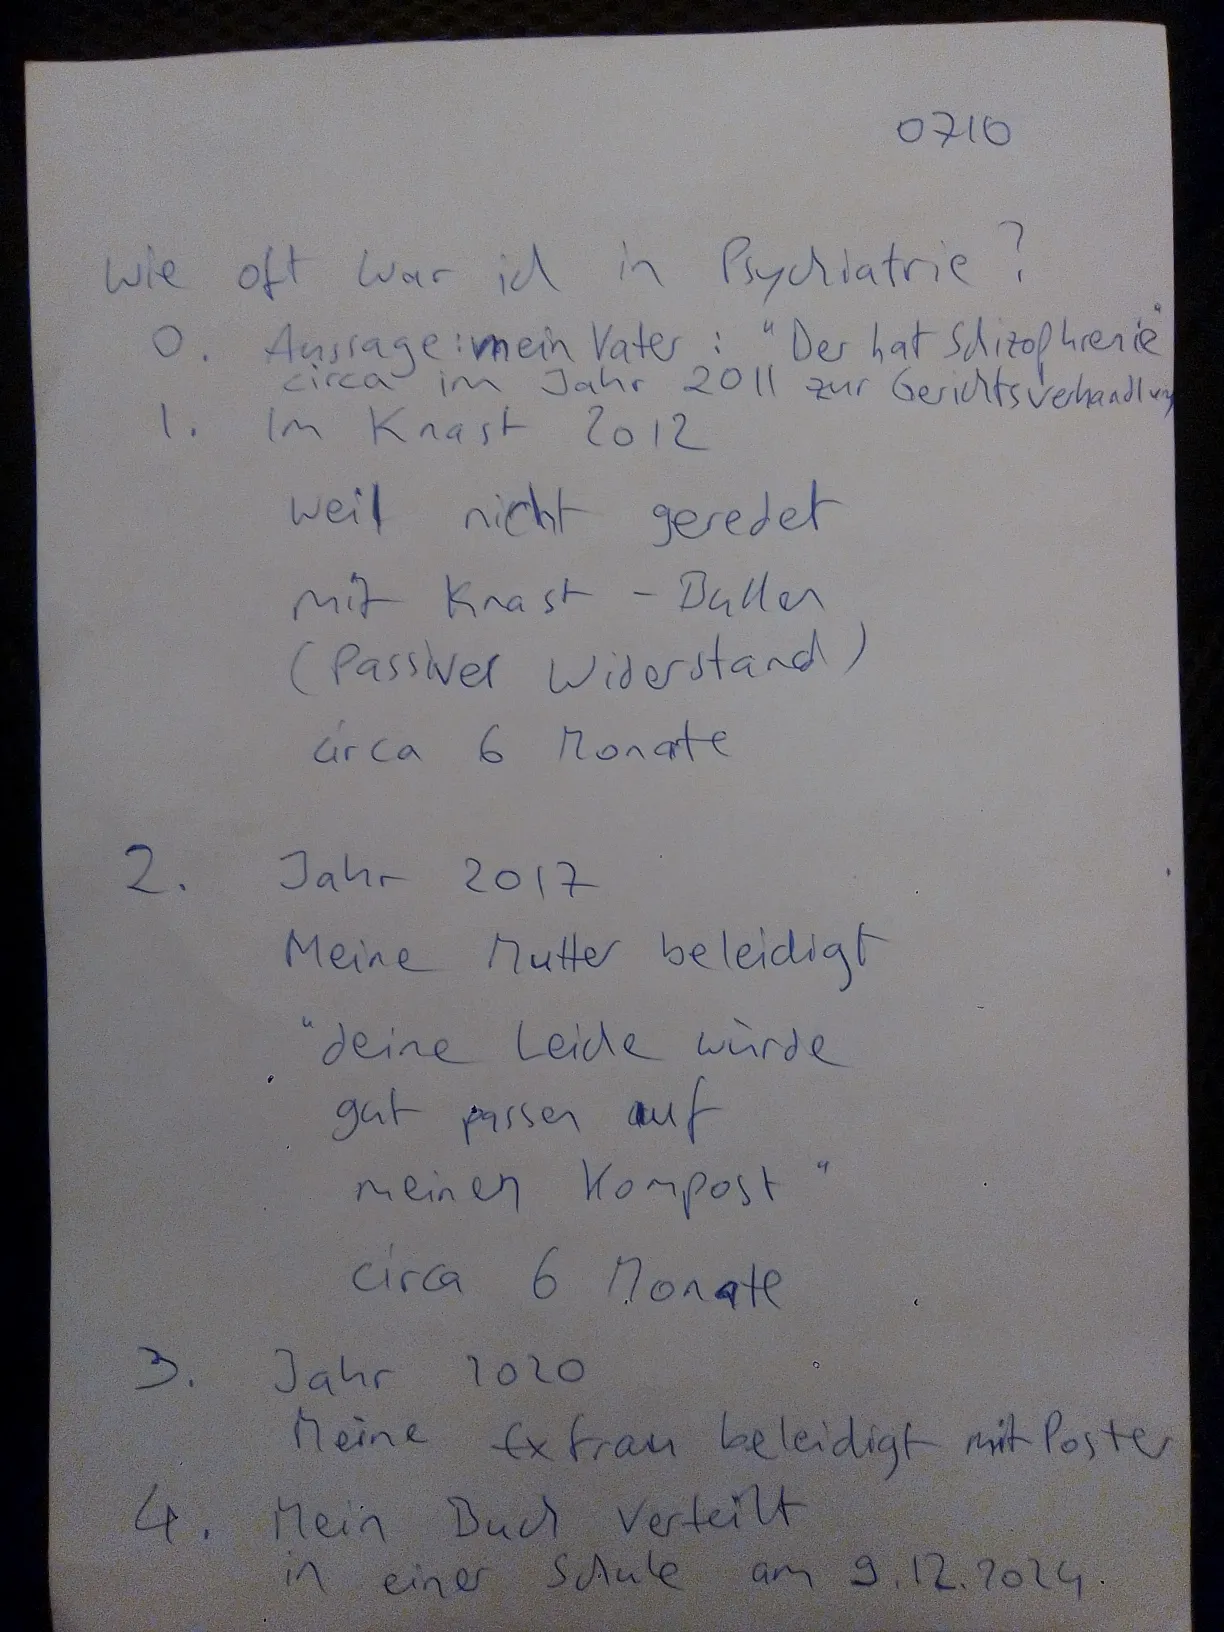 0710
Wie oft war ich in Psychiatrie?
0. Aussage: mein Vater: "Der hat Schizophrenie"
circa im Jahr 2011 zur Gerichtsverhandlung
1. Im Knast 2012
weil nicht geredet
mit Knast - Bullen
(Passiver Widerstand)
circa 6 Monate
2. Jahr 2017
Meine Mutter beleidigt
"deine Leiche würde
gut passen auf
meinen Kompost"
circa 6 Monate
3. Jahr 2020
Meine Exfrau beleidigt mit Poster
4. Mein Buch verteilt
in einer Schule am 9.12.2024.